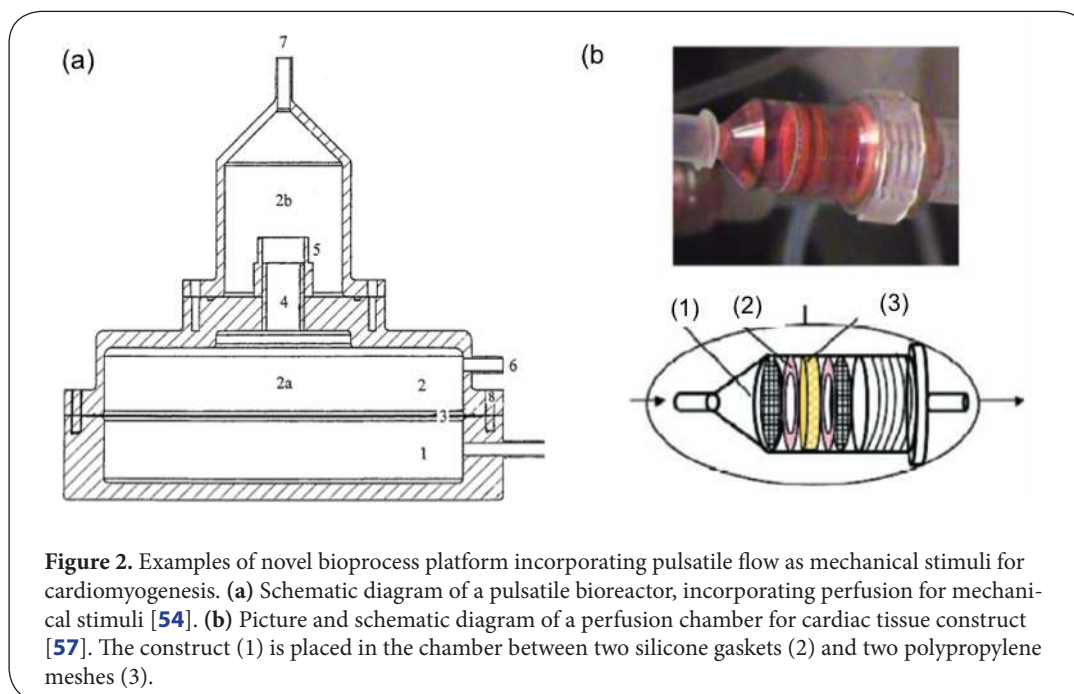 (a)
7
2b
5
4
6
2a
2
8
3
1
(b
(1)
(2)
(3)
Figure 2. Examples of novel bioprocess platform incorporating pulsatile flow as mechanical stimuli for
cardiomyogenesis. (a) Schematic diagram of a pulsatile bioreactor, incorporating perfusion for mechani-
cal stimuli [54]. (b) Picture and schematic diagram of a perfusion chamber for cardiac tissue construct
[57]. The construct (1) is placed in the chamber between two silicone gaskets (2) and two polypropylene
meshes (3).